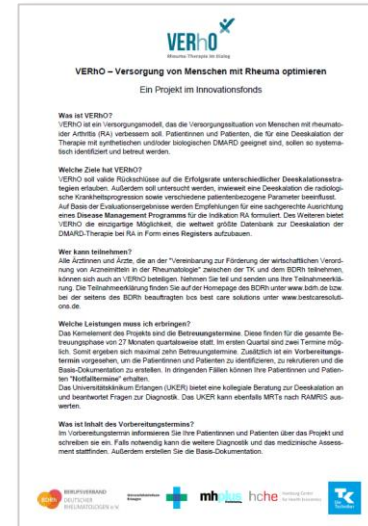 VERhO
Rheuma-Therapie im Dialog
VERhO – Versorgung von Menschen mit Rheuma optimieren
Ein Projekt im Innovationsfonds
Was ist VERhO?
VERhO ist ein Versorgungsmodell, das die Versorgungssituation von Menschen mit rheumato-
ider Arthritis (RA) verbessern soll. Patientinnen und Patienten, die für eine Deeskalation der
Therapie mit synthetischen und/oder biologischen DMARD geeignet sind, sollen so systema-
tisch identifiziert und betreut werden.
Welche Ziele hat VERhO?
VERhO soll valide Rückschlüsse auf die Erfolgsrate unterschiedlicher Deeskalationsstra-
tegien erlauben. Außerdem soll untersucht werden, inwieweit eine Deeskalation die radiologi-
sche Krankheitsprogression sowie verschiedene patientenbezogene Parameter beeinflusst.
Auf Basis der Evaluationsergebnisse werden Empfehlungen für eine sachgerechte Ausrichtung
eines Disease Management Programms für die Indikation RA formuliert. Des Weiteren bietet
VERhO die einzigartige Möglichkeit, die weltweit größte Datenbank zur Deeskalation der
DMARD-Therapie bei RA in Form eines Registers aufzubauen.
Wer kann teilnehmen?
Alle Ärztinnen und Ärzte, die an der "Vereinbarung zur Förderung der wirtschaftlichen Verord-
nung von Arzneimitteln in der Rheumatologie" zwischen der TK und dem BDRh teilnehmen,
können sich auch an VERhO beteiligen. Nehmen Sie teil und senden uns Ihre Teilnahmeerklä-
rung. Die Teilnahmeerklärung finden Sie auf der Homepage des BDRh unter www.bdrh.de bzw.
bei der seitens des BDRh beauftragten bcs best care solutions unter www.bestcaresoluti-
ons.de.
Welche Leistungen muss ich erbringen?
Das Kernelement des Projekts sind die Betreuungstermine. Diese finden für die gesamte Be-
treuungsphase von 27 Monaten quartalsweise statt. Im ersten Quartal sind zwei Termine mög-
lich. Somit ergeben sich maximal zehn Betreuungstermine. Zusätzlich ist ein Vorbereitungs-
termin vorgesehen, um die Patientinnen und Patienten zu identifizieren, zu rekrutieren und die
Basis-Dokumentation zu erstellen. In dringenden Fällen können Ihre Patientinnen und Patien-
ten "Notfalltermine" erhalten.
Das Universitätsklinikum Erlangen (UKER) bietet eine kollegiale Beratung zur Deeskalation an
und beantwortet Fragen zur Diagnostik. Das UKER kann ebenfalls MRTs nach RAMRIS aus-
werten.
Was ist Inhalt des Vorbereitungstermins?
Im Vorbereitungstermin informieren Sie Ihre Patientinnen und Patienten über das Projekt und
schreiben sie ein. Falls notwendig kann die weitere Diagnostik und das medizinische Assess-
ment stattfinden. Außerdem erstellen Sie die Basis-Dokumentation.
BDRh BERUFSVERBAND DEUTSCHER RHEUMATOLOGEN e.V.
Universitätsklinikum Erlangen
mhplus
hche Hamburg Center for Health Economics
TK Die Techniker